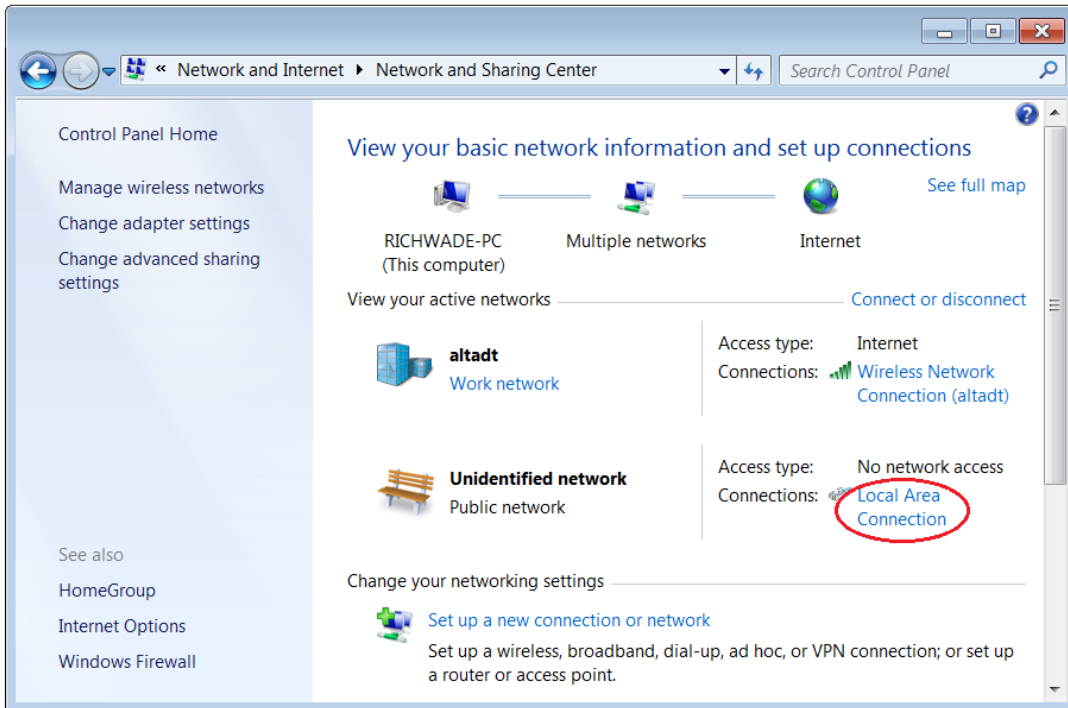 « Network and Internet ▸ Network and Sharing Center
Search Control Panel
Control Panel Home
Manage wireless networks
Change adapter settings
Change advanced sharing
settings
See also
HomeGroup
Internet Options
Windows Firewall
View your basic network information and set up connections
See full map
RICHWADE-PC
(This computer)
Multiple networks
Internet
View your active networks
Connect or disconnect
altadt
Work network
Access type: Internet
Connections: Wireless Network
Connection (altadt)
Unidentified network
Public network
Access type: No network access
Connections: Local Area
Connection
Change your networking settings
Set up a new connection or network
Set up a wireless, broadband, dial-up, ad hoc, or VPN connection; or set up
a router or access point.